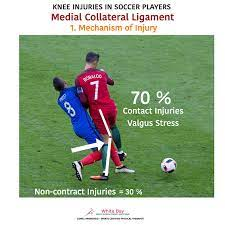 KNEE INJURIES IN SOCCER PLAYERS
Medial Collateral Ligament
1. Mechanism of Injury
RONALDO
7
8
70 %
Contact Injuries
Valgus Stress
Non-contract Injuries = 30 %
White Day